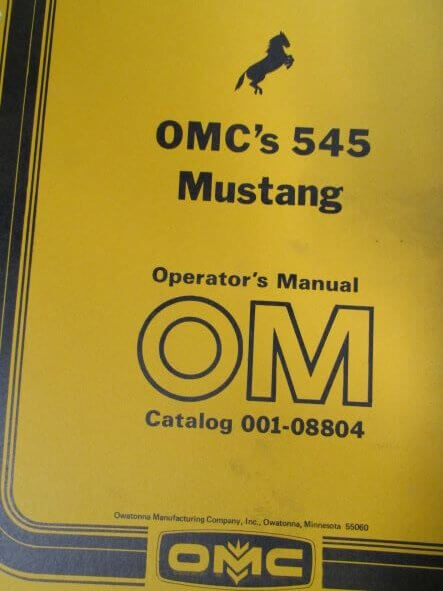 OMC's 545
Mustang
Operator's Manual
OM
Catalog 001-08804
Owatonna Manufacturing Company, Inc., Owatonna, Minnesota 55060
OMC